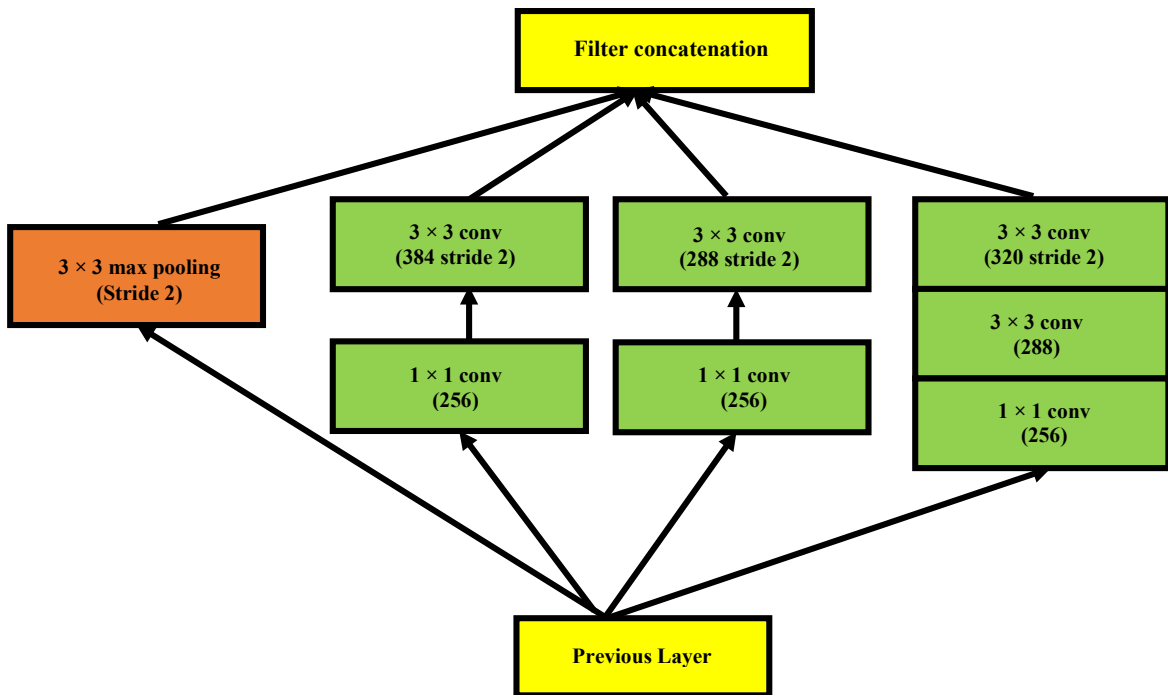 Filter concatenation
3 × 3 max pooling
(Stride 2)
3 × 3 conv
(384 stride 2)
1 × 1 conv
(256)
3 × 3 conv
(288 stride 2)
1 × 1 conv
(256)
3 × 3 conv
(320 stride 2)
3 × 3 conv
(288)
1 × 1 conv
(256)
Previous Layer